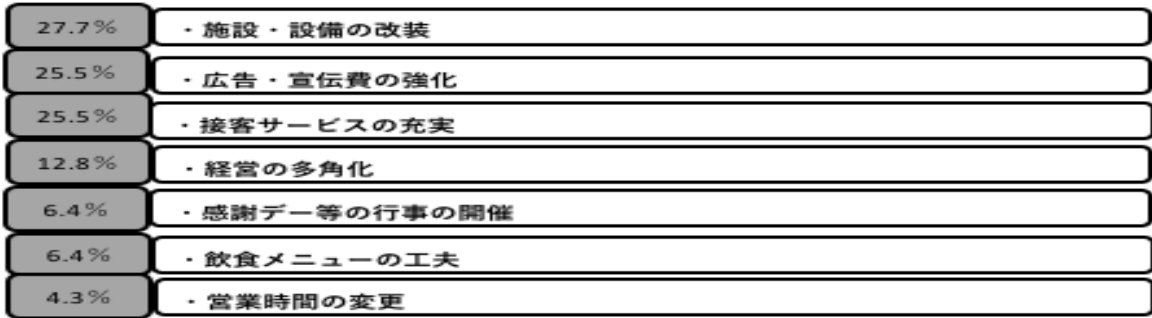 27.7% ・施設・設備の改装
25.5% ・広告・宣伝費の強化
25.5% ・接客サービスの充実
12.8% ・経営の多角化
6.4% ・感謝デー等の行事の開催
6.4% ・飲食メニューの工夫
4.3% ・営業時間の変更